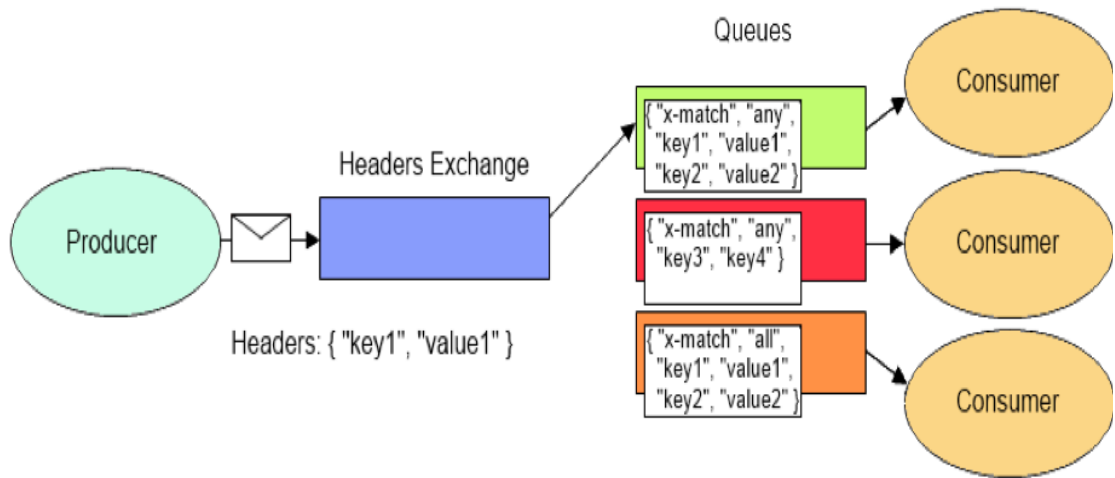 Queues
Consumer
{ "x-match", "any",
"key1", "value1",
"key2", "value2" }
Headers Exchange
Producer
{ "x-match", "any",
"key3", "key4" }
Consumer
Headers: { "key1", "value1" }
{ "x-match", "all",
"key1", "value1",
"key2", "value2" }
Consumer